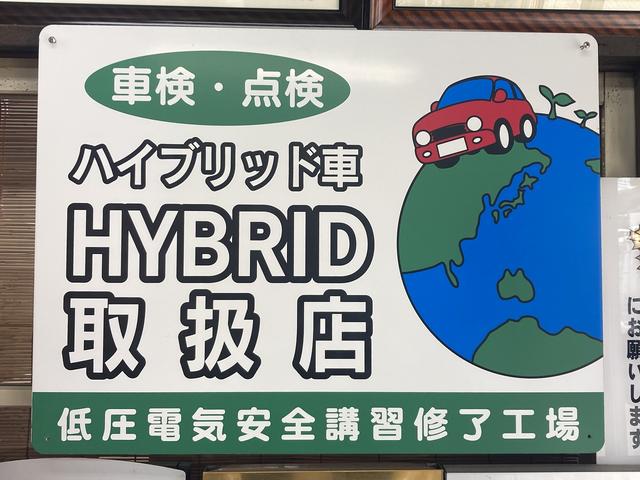 車検・点検
ハイブリッド車
HYBRID
取扱店
低圧電気安全講習修了工場
にお願いします